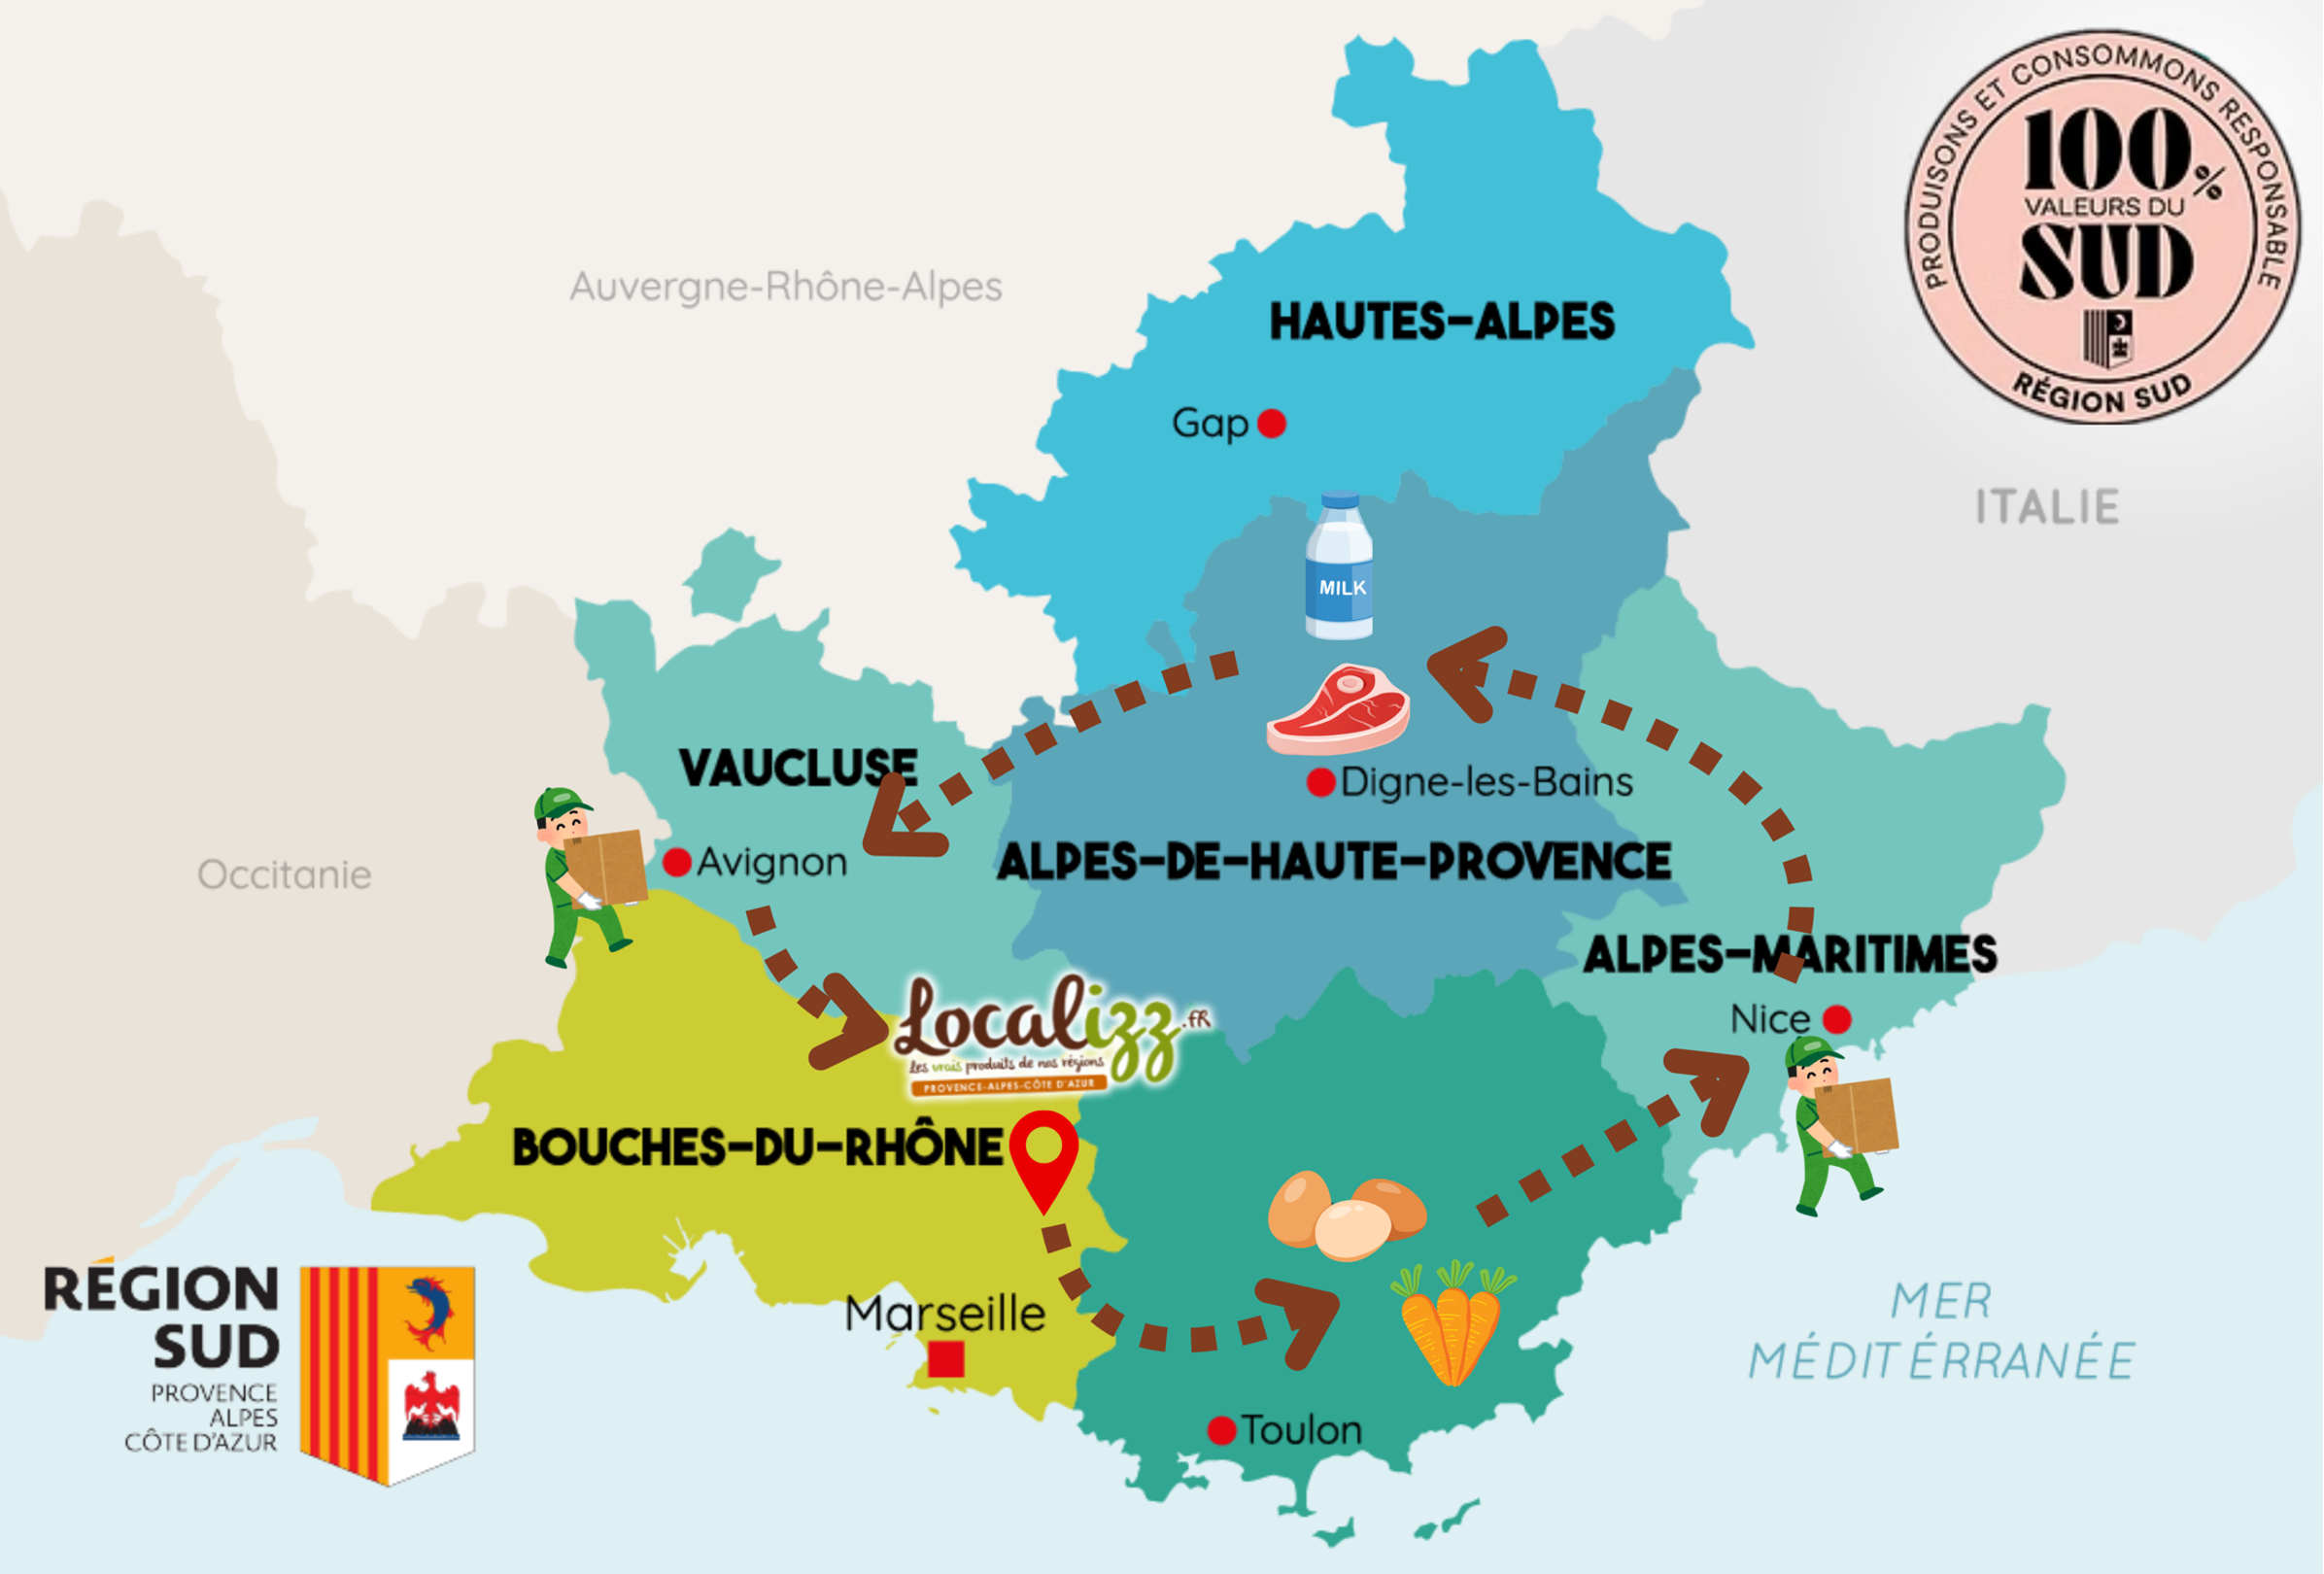 PRODUISONS ET CONSOMMONS RESPONSABLE
100%
VALEURS DU
SUD
RÉGION SUD
Auvergne-Rhône-Alpes
HAUTES-ALPES
Gap
ITALIE
MILK
VAUCLUSE
Digne-les-Bains
Avignon
ALPES-DE-HAUTE-PROVENCE
Occitanie
ALPES-MARITIMES
Nice
Localizz.fr
Les vrais produits de nos régions
PROVENCE-ALPES-CÔTE D'AZUR
BOUCHES-DU-RHÔNE
Marseille
Toulon
MER
MÉDITÉRRANÉE
RÉGION
SUD
PROVENCE
ALPES
CÔTE D'AZUR